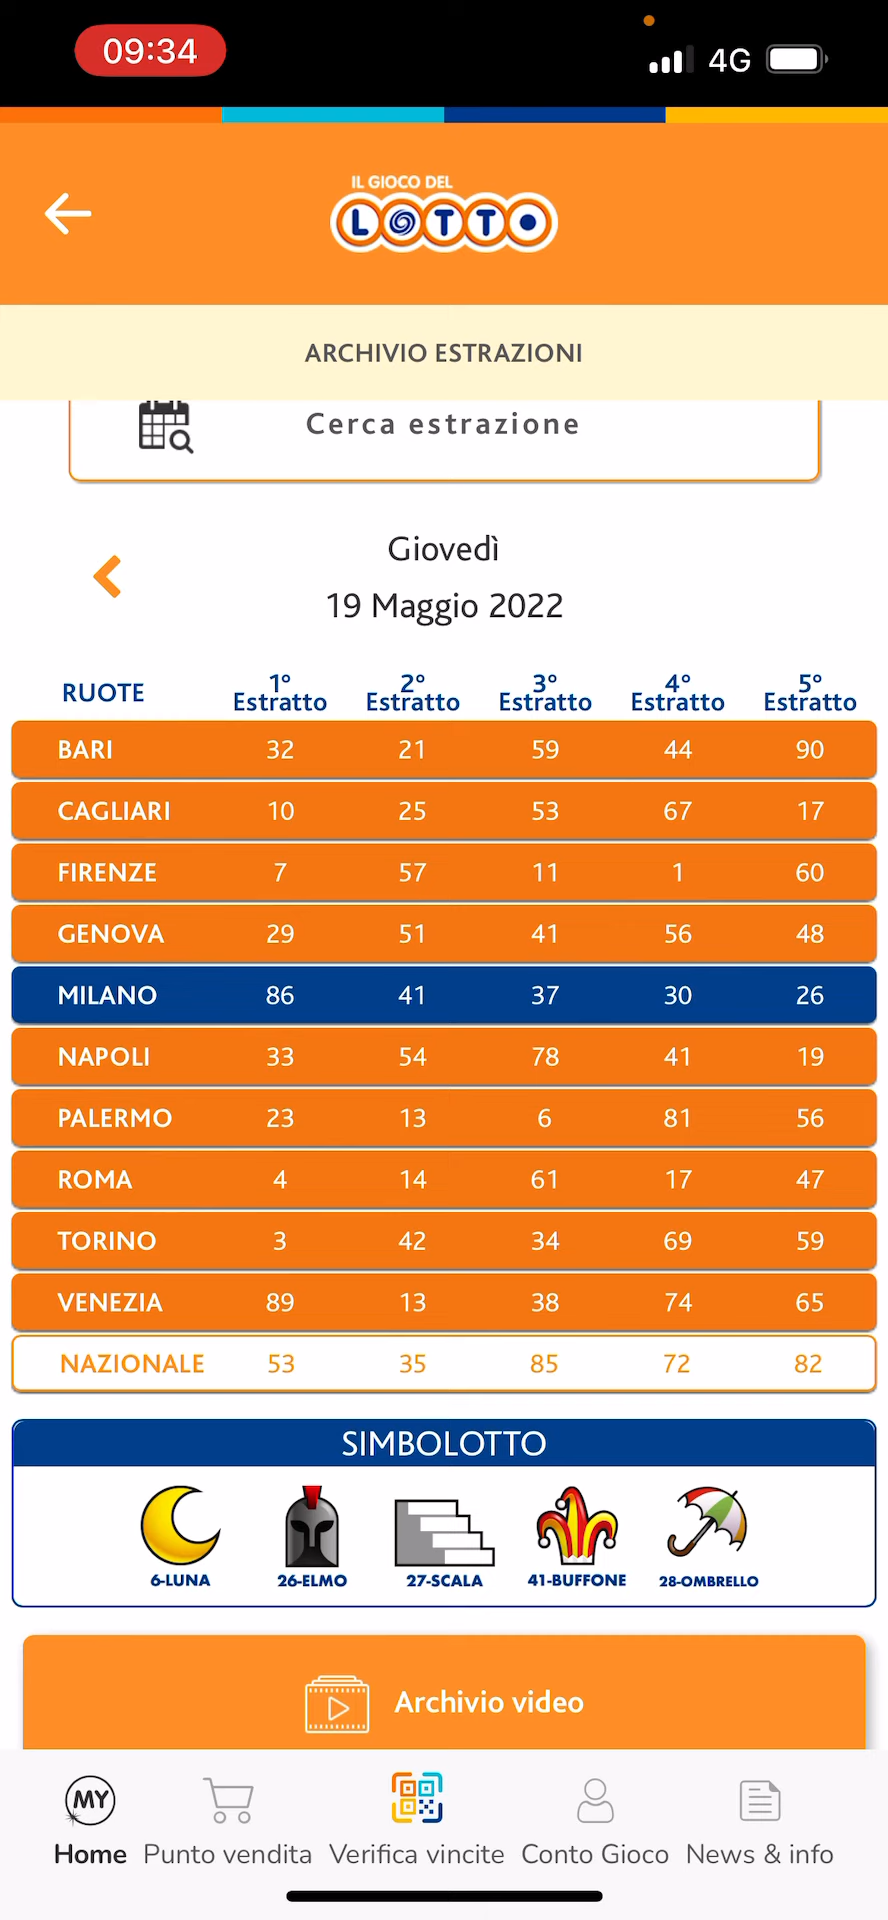 09:34
4G
IL GIOCO DEL
LOTTO
ARCHIVIO ESTRAZIONI
Cerca estrazione
Giovedì
19 Maggio 2022
RUOTE 1° Estratto 2° Estratto 3° Estratto 4° Estratto 5° Estratto
BARI 32 21 59 44 90
CAGLIARI 10 25 53 67 17
FIRENZE 7 57 11 1 60
GENOVA 29 51 41 56 48
MILANO 86 41 37 30 26
NAPOLI 33 54 78 41 19
PALERMO 23 13 6 81 56
ROMA 4 14 61 17 47
TORINO 3 42 34 69 59
VENEZIA 89 13 38 74 65
NAZIONALE 53 35 85 72 82
SIMBOLOTTO
6-LUNA 26-ELMO 27-SCALA 41-BUFFONE 28-OMBRELLO
Archivio video
MY
Home Punto vendita Verifica vincite Conto Gioco News & info